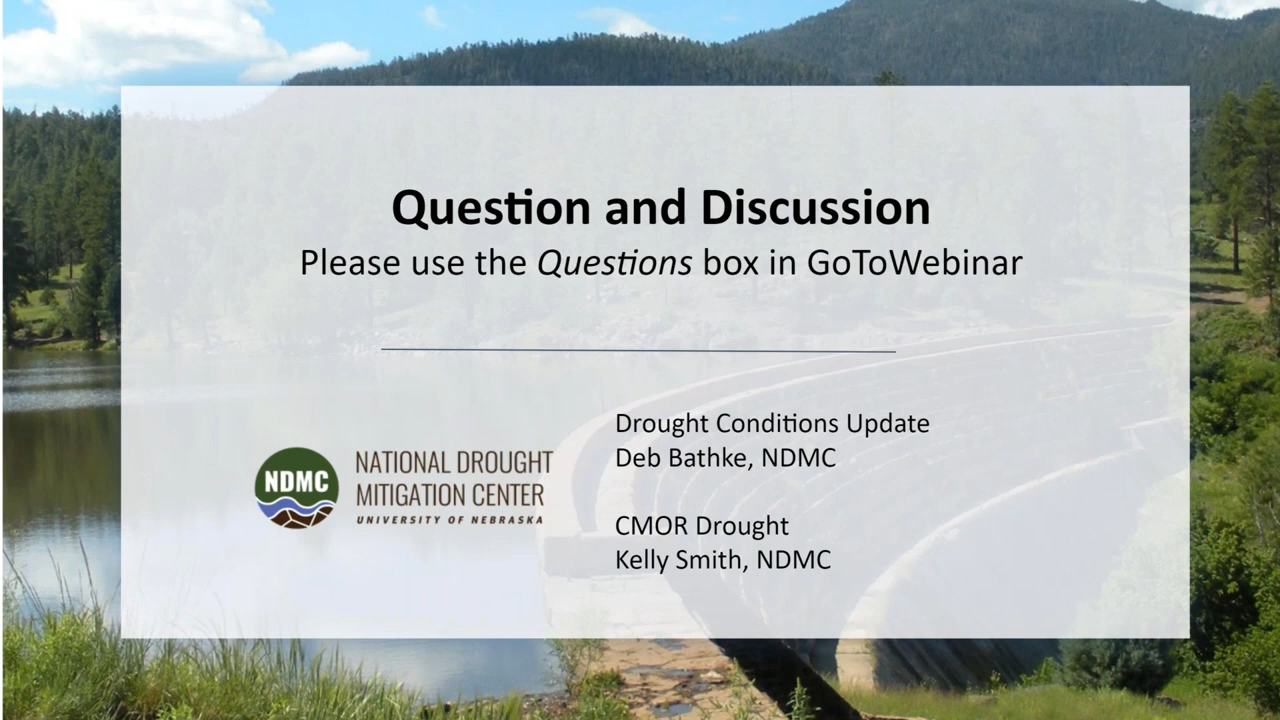 Question and Discussion
Please use the Questions box in GoToWebinar
NDMC
NATIONAL DROUGHT
MITIGATION CENTER
UNIVERSITY OF NEBRASKA
Drought Conditions Update
Deb Bathke, NDMC
CMOR Drought
Kelly Smith, NDMC